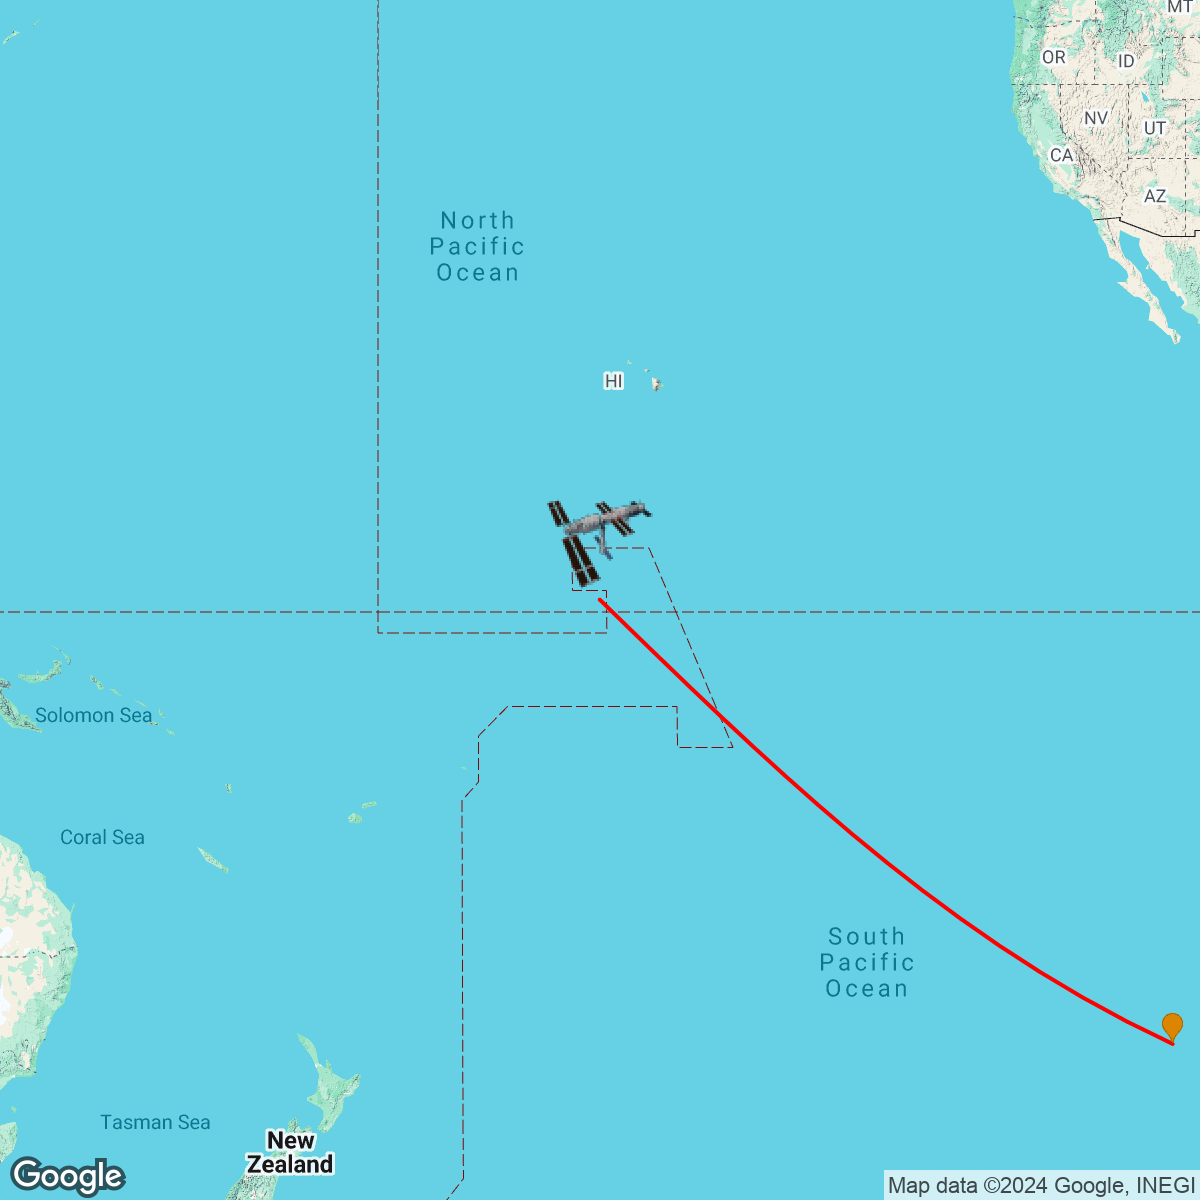 MT
OR
ID
NV
UT
CA
AZ
North
Pacific
Ocean
HI
Solomon Sea
Coral Sea
South
Pacific
Ocean
Tasman Sea
New
Zealand
Google
Map data ©2024 Google, INEGI